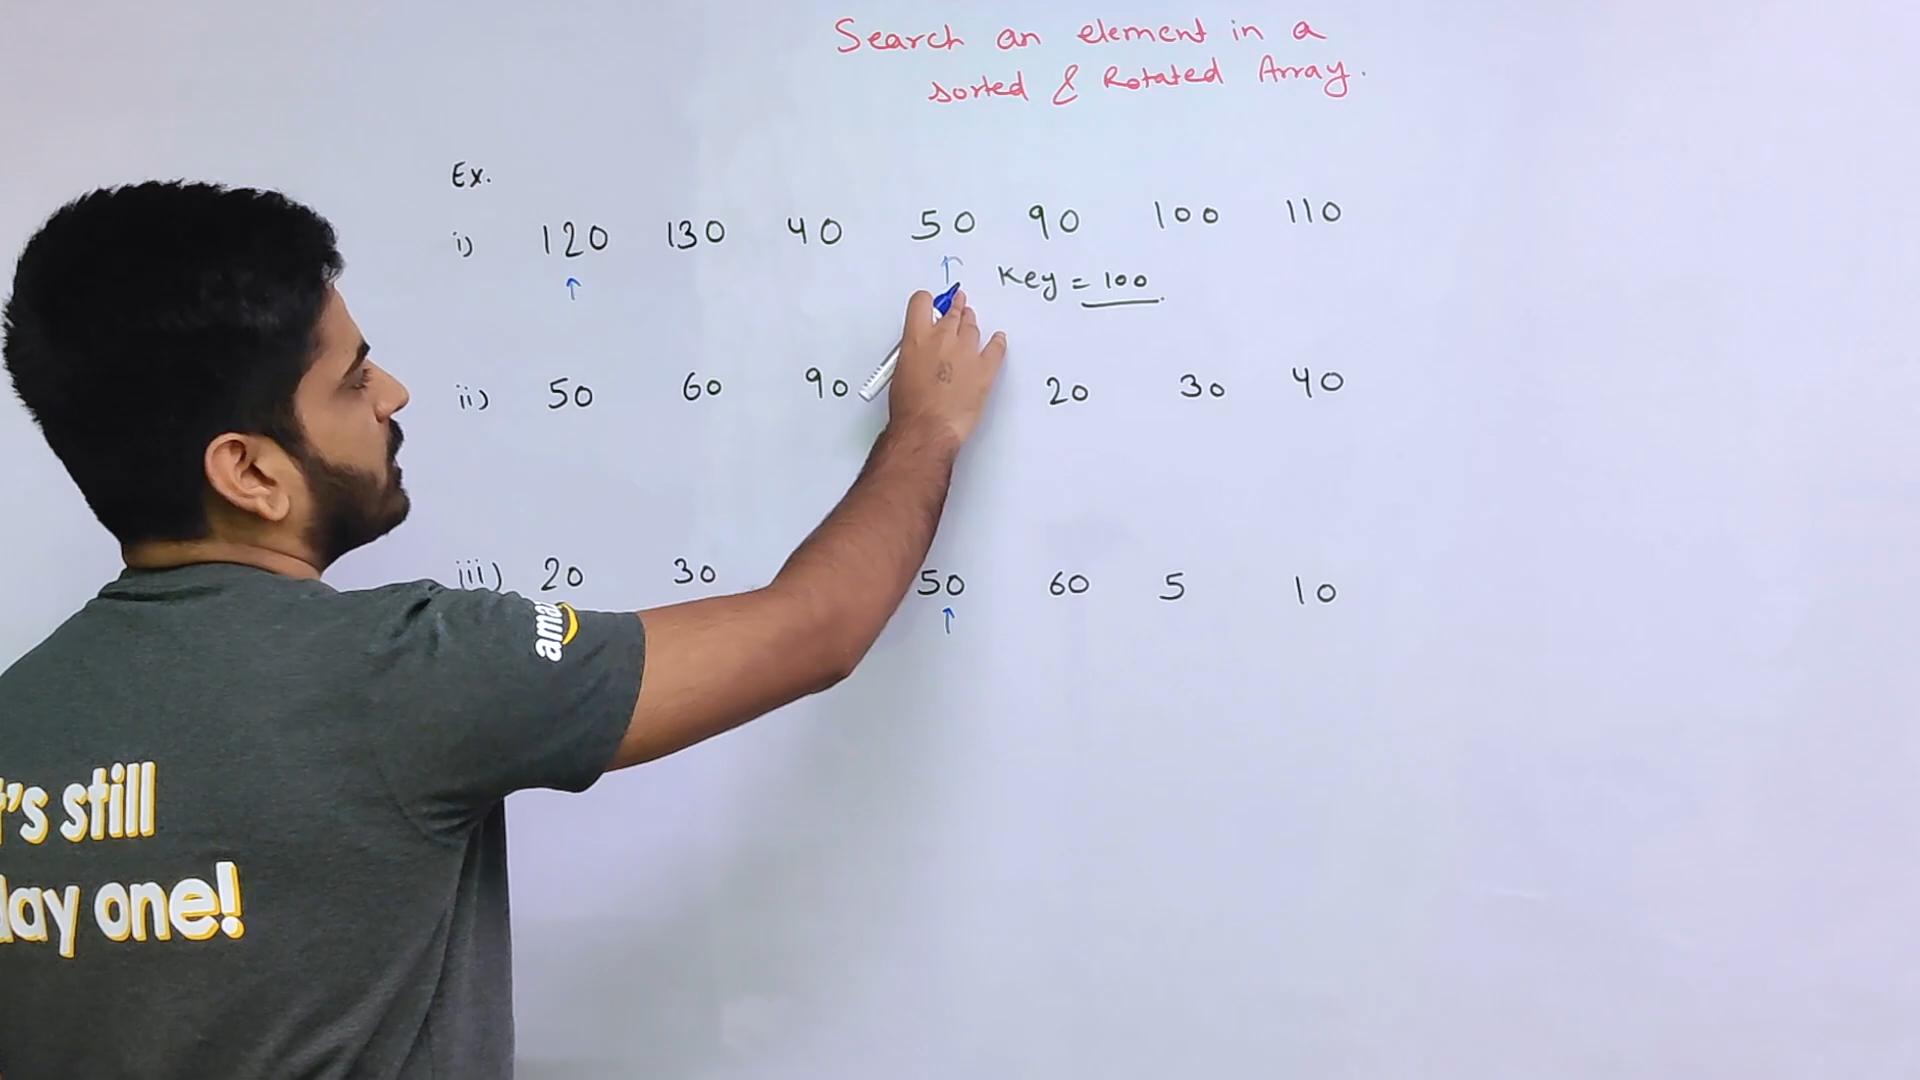 Search an element in a
sorted & Rotated Array.
Ex.
i) 120 130 40 50 90 100 110
↑ ↑ Key = 100
ii) 50 60 90 20 30 40
iii) 20 30 50 60 5 10
↑
ama
t's still
day one!